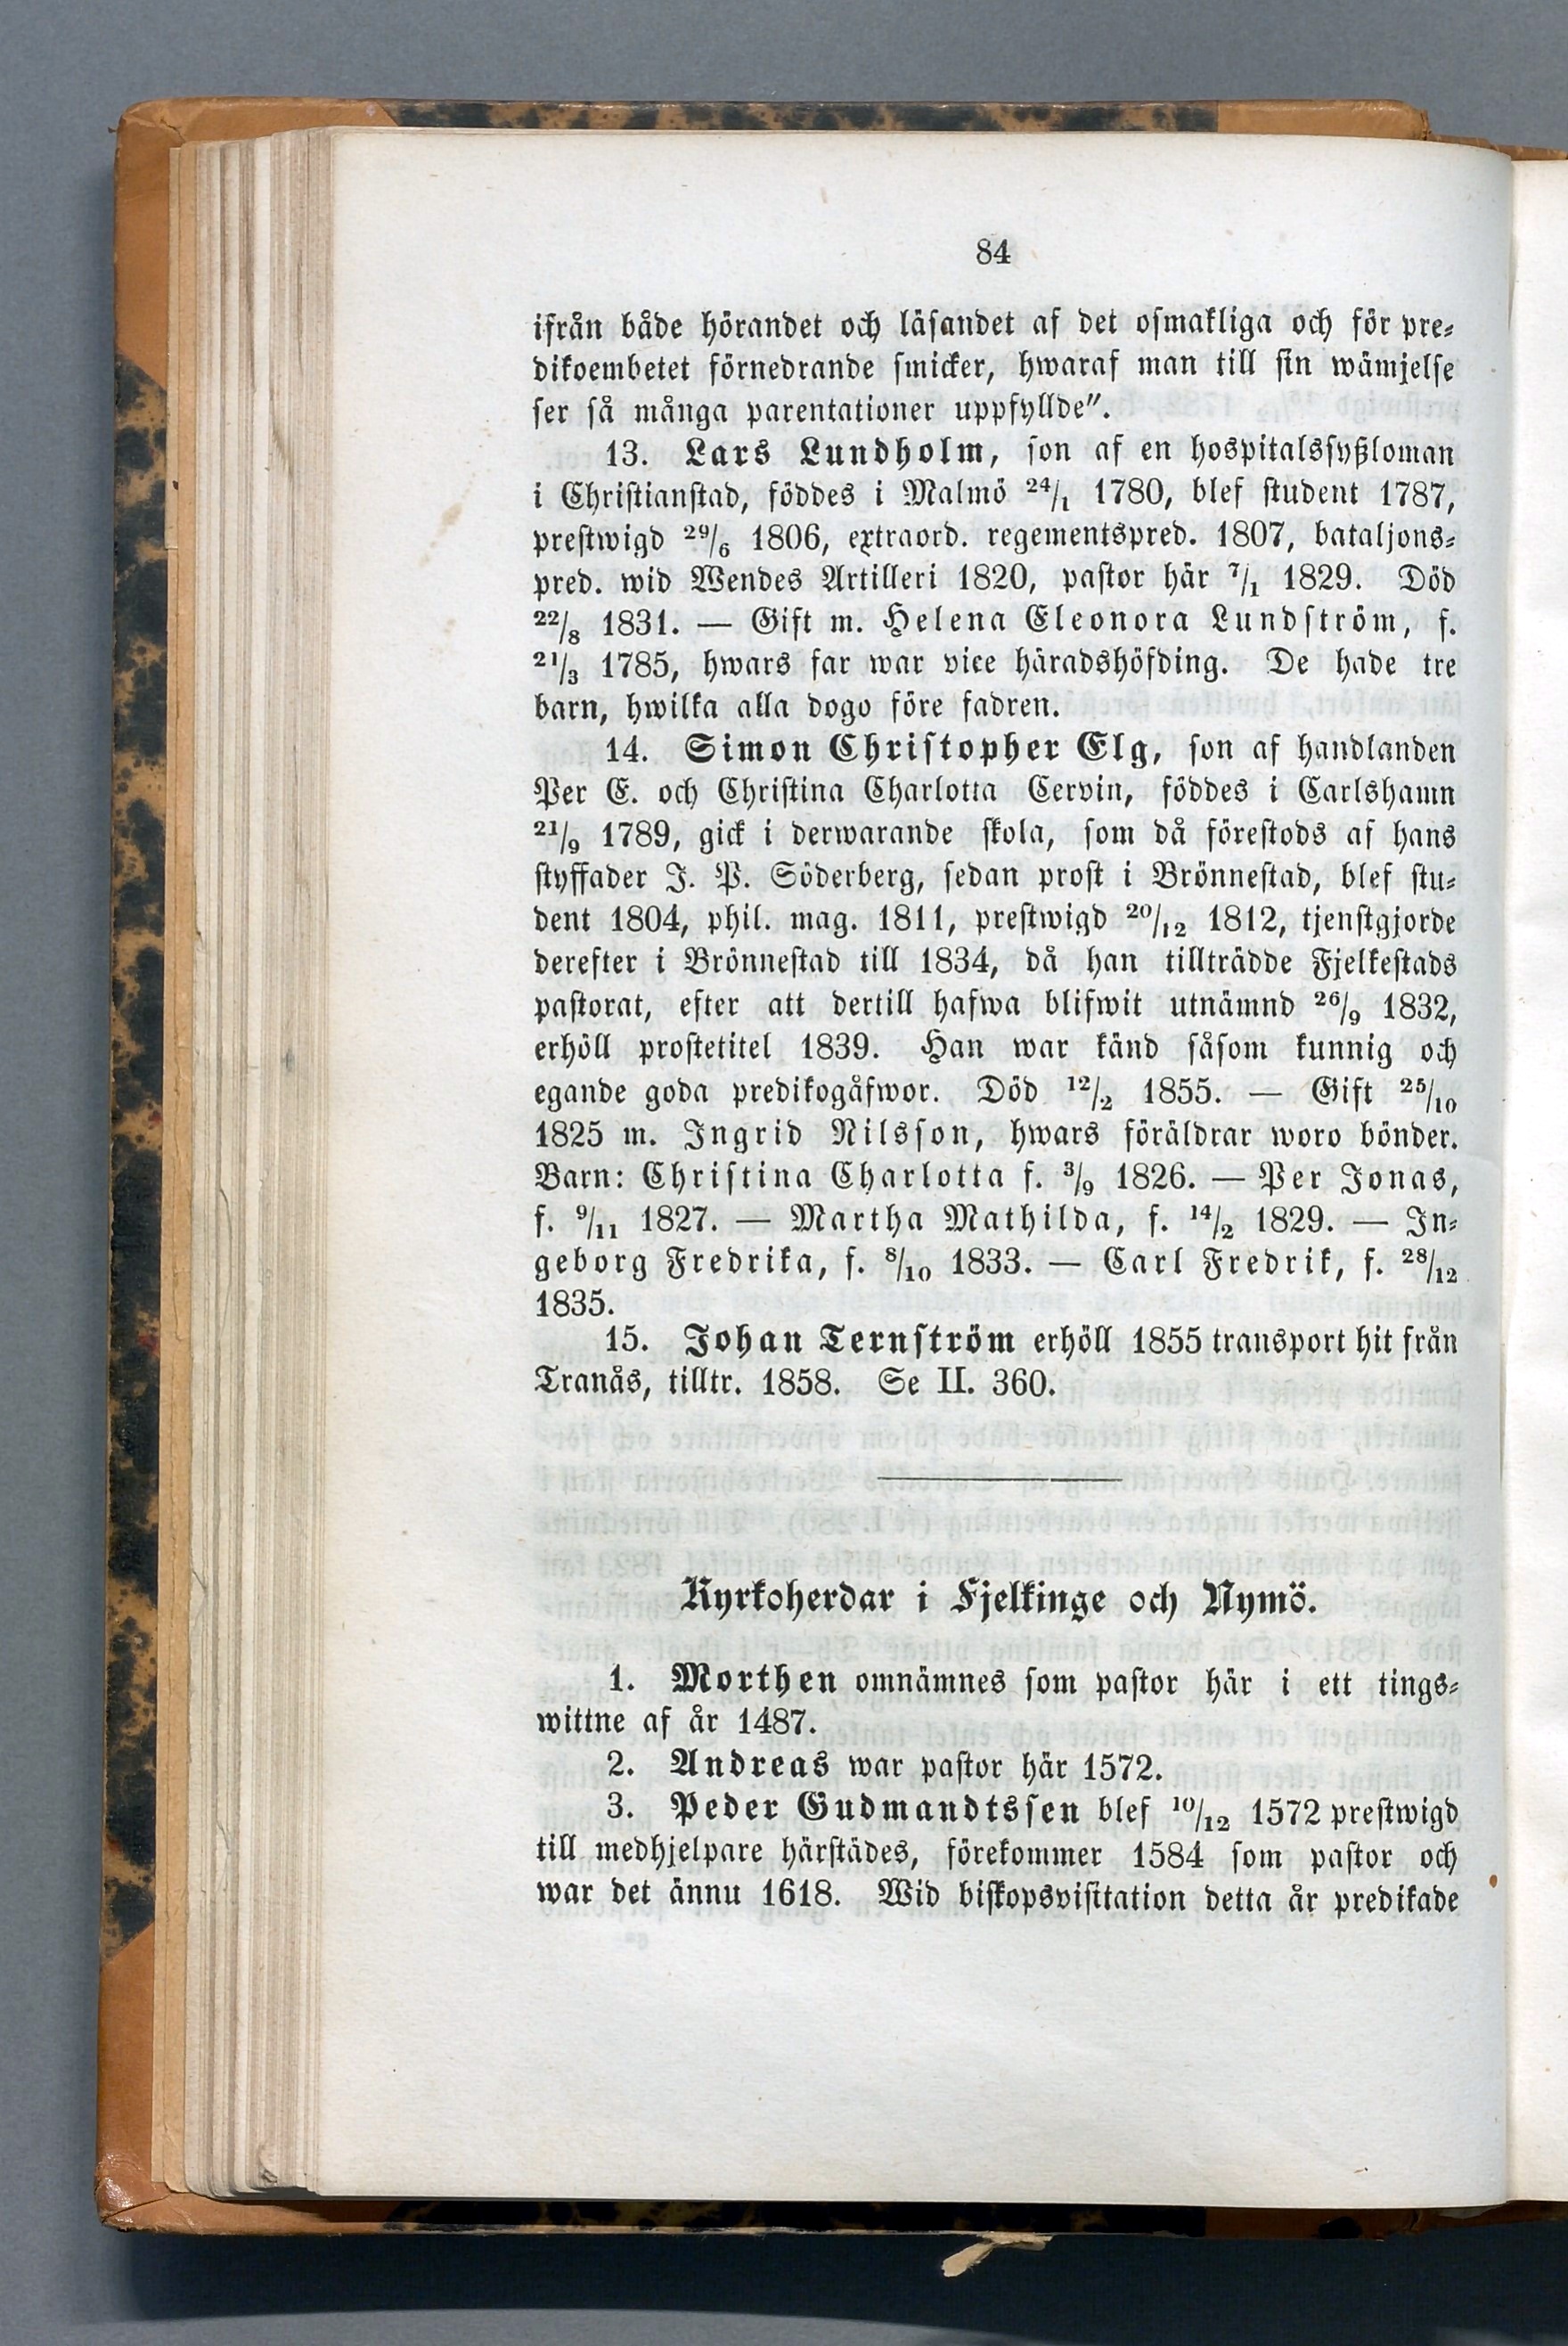 84
ifrån både hörandet och läsandet af det osmakliga och för pre-
dikoembetet förnedrande smicker, hwaraf man till sin wämjelse
ser så många parentationer uppfyllde".
13. Lars Lundholm, son af en hospitalssyßloman
i Christianstad, föddes i Malmö 24/1 1780, blef student 1787,
prestwigd 29/6 1806, extraord. regementspred. 1807, bataljons-
pred. wid Wendes Artilleri 1820, pastor här 7/1 1829. Död
22/8 1831. — Gift m. Helena Eleonora Lundström, f.
21/3 1785, hwars far war vice häradshöfding. De hade tre
barn, hwilka alla dogo före fadren.
14. Simon Christopher Elg, son af handlanden
Per E. och Christina Charlotta Cervin, föddes i Carlshamn
21/9 1789, gick i derwarande skola, som då förestods af hans
styffader J. P. Söderberg, sedan prost i Brönnestad, blef stu-
dent 1804, phil. mag. 1811, prestwigd 20/12 1812, tjenstgjorde
derefter i Brönnestad till 1834, då han tillträdde Fjelkestads
pastorat, efter att dertill hafwa blifwit utnämnd 26/9 1832,
erhöll prostetitel 1839. Han war känd såsom kunnig och
egande goda predikogåfwor. Död 12/2 1855. — Gift 25/10
1825 m. Ingrid Nilsson, hwars föräldrar woro bönder.
Barn: Christina Charlotta f. 3/9 1826. — Per Jonas,
f. 9/11 1827. — Martha Mathilda, f. 14/2 1829. — In-
geborg Fredrika, f. 8/10 1833. — Carl Fredrik, f. 28/12
1835.
15. Johan Ternström erhöll 1855 transport hit från
Tranås, tilltr. 1858. Se II. 360.
Kyrkoherdar i Fjelkinge och Nymö.
1. Morthen omnämnes som pastor här i ett tings-
wittne af år 1487.
2. Andreas war pastor här 1572.
3. Peder Gudmandtssen blef 10/12 1572 prestwigd
till medhjelpare härstädes, förekommer 1584 som pastor och
war det ännu 1618. Wid biskopsvisitation detta år predikade